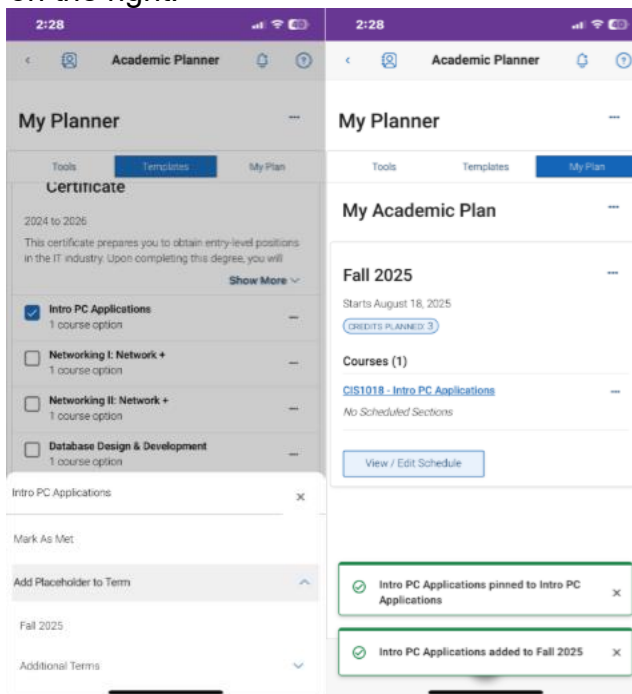 on the right.
2:28
Academic Planner
My Planner
Tools Templates My Plan
Certificate
2024 to 2026
This certificate prepares you to obtain entry-level positions
in the IT industry. Upon completing this degree, you will
Show More
Intro PC Applications
1 course option
Networking I: Network +
1 course option
Networking II: Network +
1 course option
Database Design & Development
1 course option
Intro PC Applications
Mark As Met
Add Placeholder to Term
Fall 2025
Additional Terms
2:28
Academic Planner
My Planner
Tools Templates My Plan
My Academic Plan
Fall 2025
Starts August 18, 2025
CREDITS PLANNED: 3
Courses (1)
CIS1018 - Intro PC Applications
No Scheduled Sections
View / Edit Schedule
Intro PC Applications pinned to Intro PC
Applications
Intro PC Applications added to Fall 2025